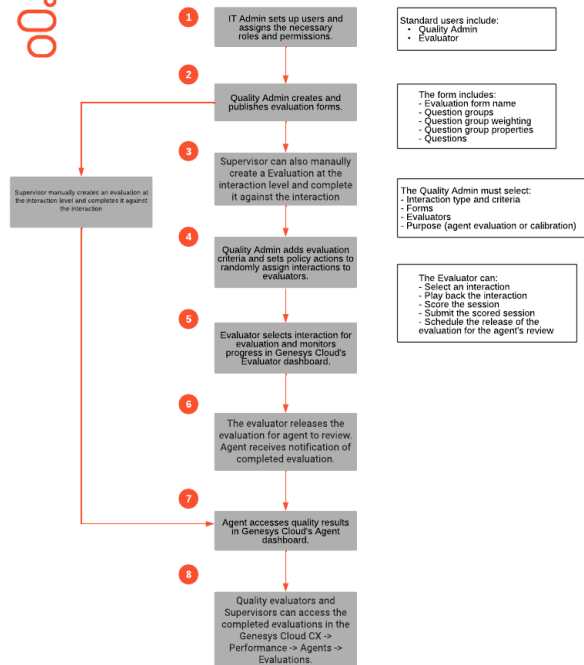 1
IT Admin sets up users and
assigns the necessary
roles and permissions.
Standard users include:
• Quality Admin
• Evaluator
2
Quality Admin creates and
publishes evaluation forms.
The form includes:
- Evaluation form name
- Question groups
- Question group weighting
- Question group properties
- Questions
3
Supervisor can also manaully
create a Evaluation at the
interaction level and complete
it against the interaction
Supervisor manually creates an evaluation at
the interaction level and completes it against
the interaction
The Quality Admin must select:
- Interaction type and criteria
- Forms
- Evaluators
- Purpose (agent evaluation or calibration)
4
Quality Admin adds evaluation
criteria and sets policy actions to
randomly assign interactions to
evaluators.
The Evaluator can:
- Select an interaction
- Play back the interaction
- Score the session
- Submit the scored session
- Schedule the release of the
evaluation for the agent's review
5
Evaluator selects interaction for
evaluation and monitors
progress in Genesys Cloud's
Evaluator dashboard.
6
The evaluator releases the
evaluation for agent to review.
Agent receives notification of
completed evaluation.
7
Agent accesses quality results
in Genesys Cloud's Agent
dashboard.
8
Quality evaluators and
Supervisors can access the
completed evaluations in the
Genesys Cloud CX ->
Performance -> Agents ->
Evaluations.